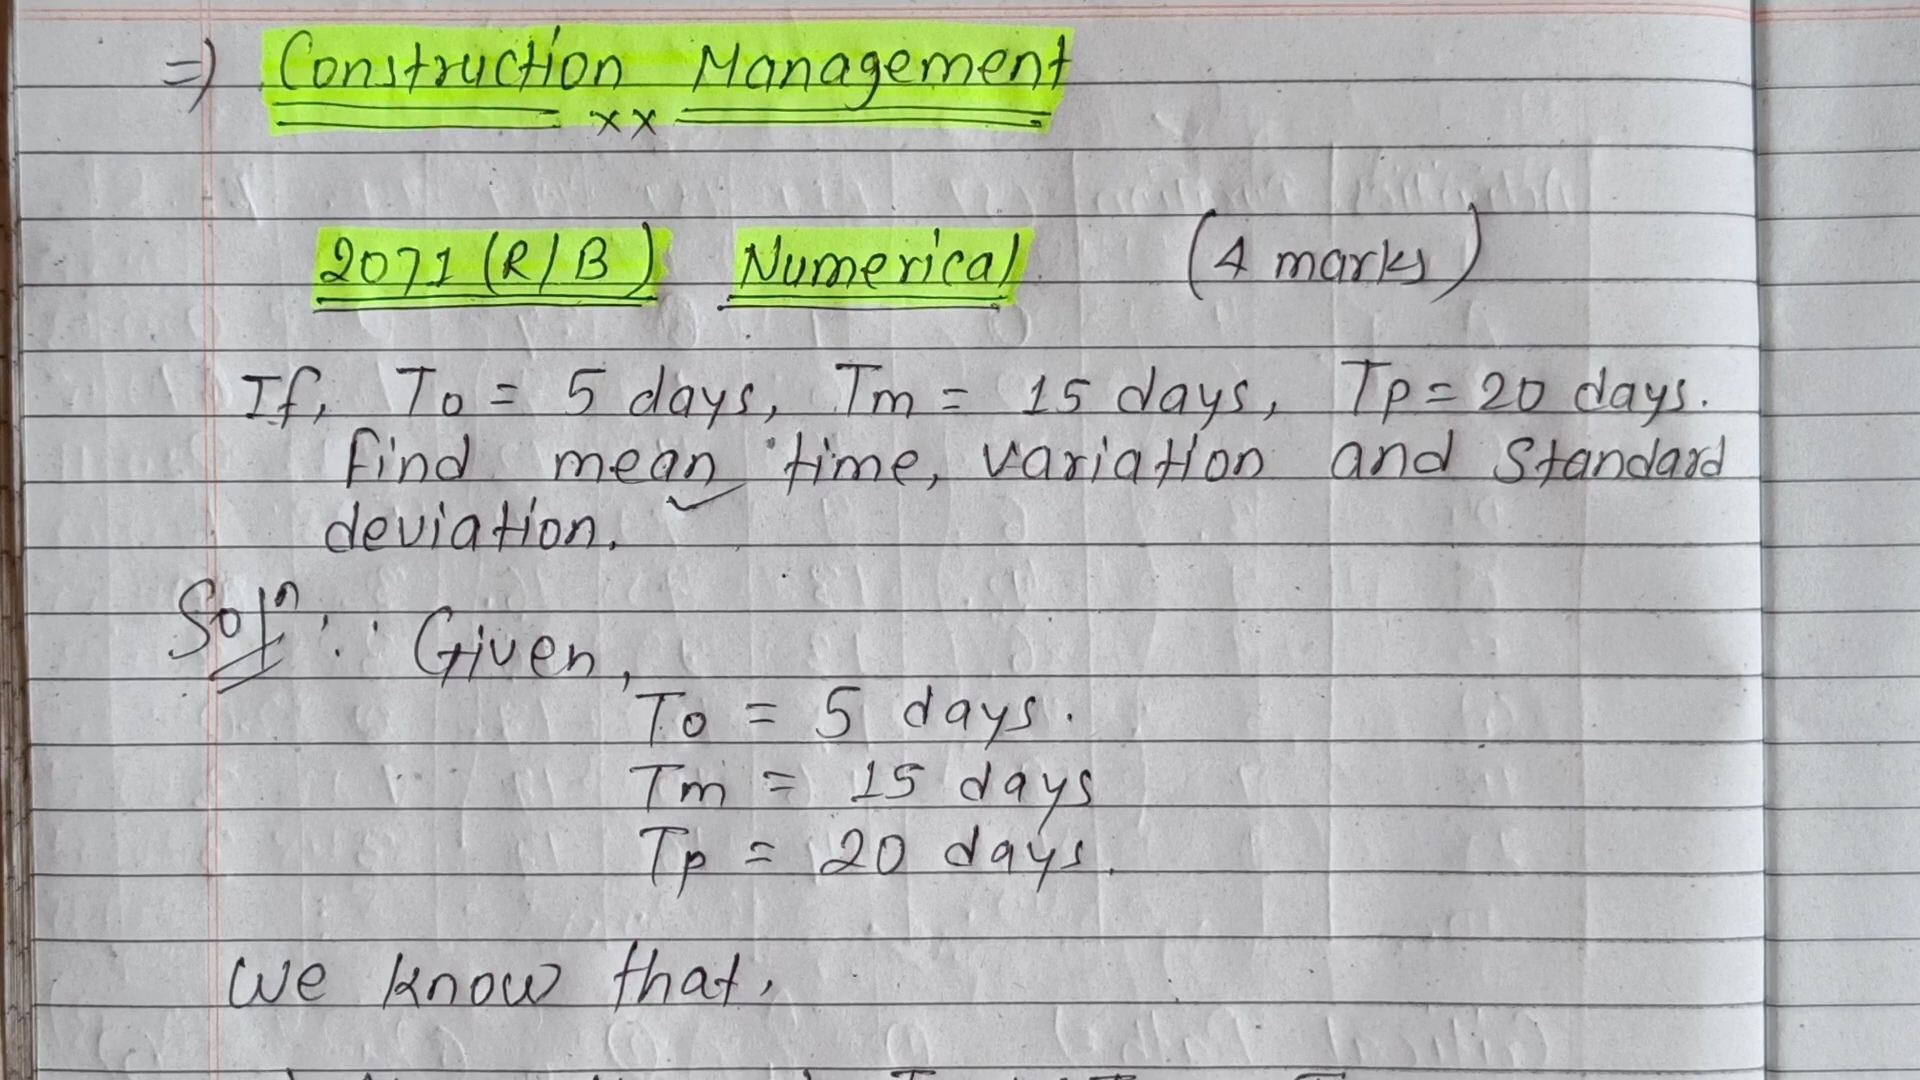 => Construction Management
xx
2071 (R/B) Numerical (4 marks)
If, To = 5 days, Tm = 15 days, Tp = 20 days.
find mean time, variation and Standard
deviation.
Solⁿ: Given,
To = 5 days.
Tm = 15 days
Tp = 20 days.
We know that,